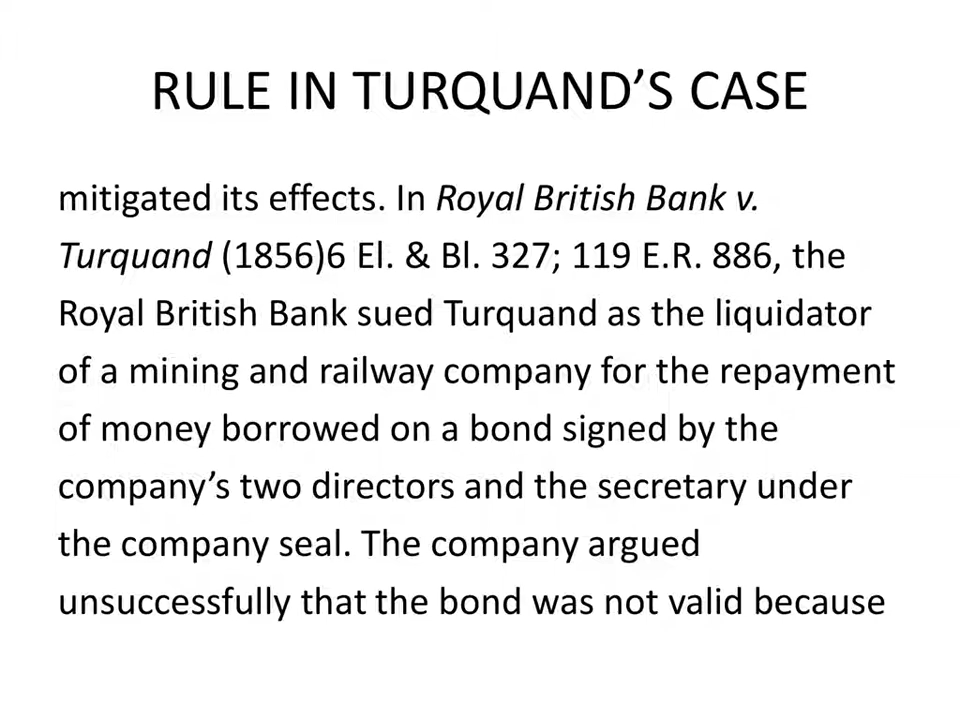 RULE IN TURQUAND’S CASE
mitigated its effects. In Royal British Bank v.
Turquand (1856)6 El. & Bl. 327; 119 E.R. 886, the
Royal British Bank sued Turquand as the liquidator
of a mining and railway company for the repayment
of money borrowed on a bond signed by the
company’s two directors and the secretary under
the company seal. The company argued
unsuccessfully that the bond was not valid because